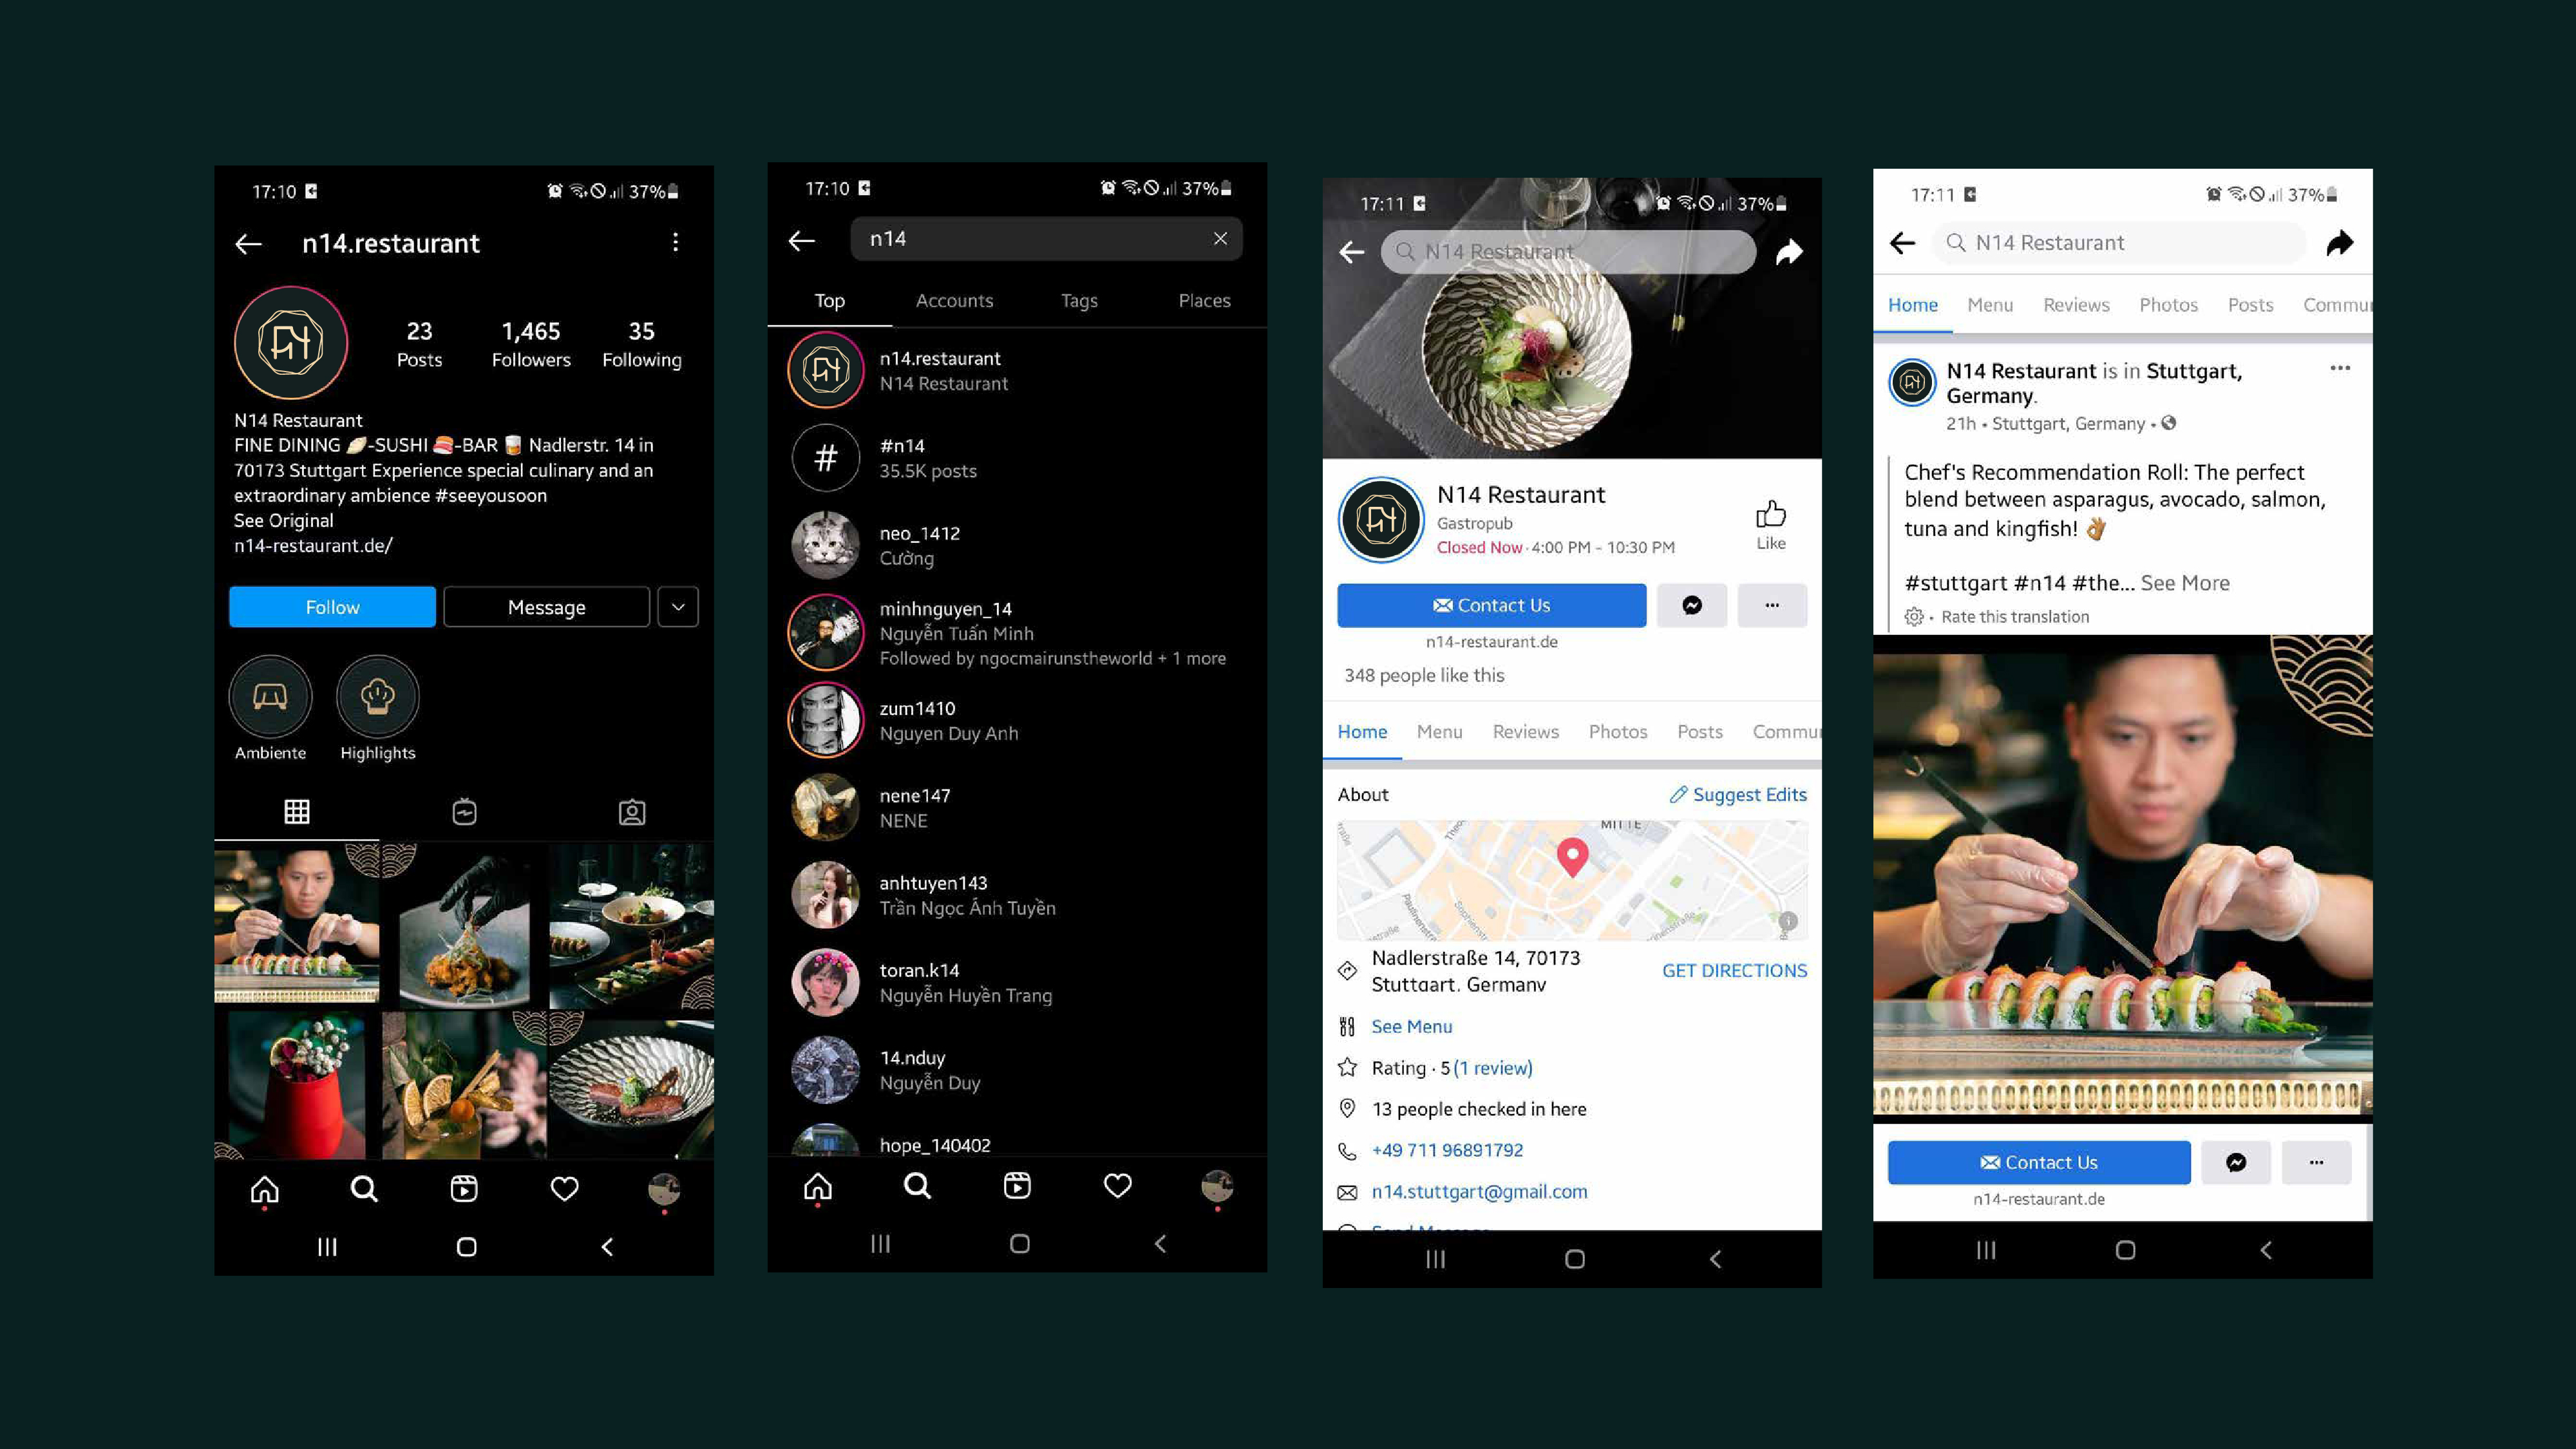 17:10
37%
n14.restaurant
23
1,465
35
Posts
Followers
Following
N14 Restaurant
FINE DINING 🥟-SUSHI 🍣-BAR 🥃 Nadlerstr. 14 in
70173 Stuttgart Experience special culinary and an
extraordinary ambience #seeyousoon
See Original
n14-restaurant.de/
Follow
Message
Ambiente
Highlights
17:10
37%
n14
Top
Accounts
Tags
Places
n14.restaurant
N14 Restaurant
#
#n14
35.5K posts
neo_1412
Cường
minhnguyen_14
Nguyễn Tuấn Minh
Followed by ngocmairunstheworld + 1 more
zum1410
Nguyen Duy Anh
nene147
NENE
anhtuyen143
Trần Ngọc Ánh Tuyền
toran.k14
Nguyễn Huyền Trang
14.nduy
Nguyễn Duy
hope_140402
17:11
37%
N14 Restaurant
N14 Restaurant
Gastropub
Closed Now · 4:00 PM - 10:30 PM
Like
Contact Us
n14-restaurant.de
348 people like this
Home
Menu
Reviews
Photos
Posts
Commu
About
Suggest Edits
MITTE
Nadlerstraße 14, 70173
Stuttgart, Germany
GET DIRECTIONS
See Menu
Rating · 5 (1 review)
13 people checked in here
+49 711 96891792
n14.stuttgart@gmail.com
Send Message
17:11
37%
N14 Restaurant
Home
Menu
Reviews
Photos
Posts
Commu
N14 Restaurant is in Stuttgart,
Germany.
21h • Stuttgart, Germany •
Chef's Recommendation Roll: The perfect
blend between asparagus, avocado, salmon,
tuna and kingfish! 👌🏽
#stuttgart #n14 #the... See More
• Rate this translation
Contact Us
n14-restaurant.de